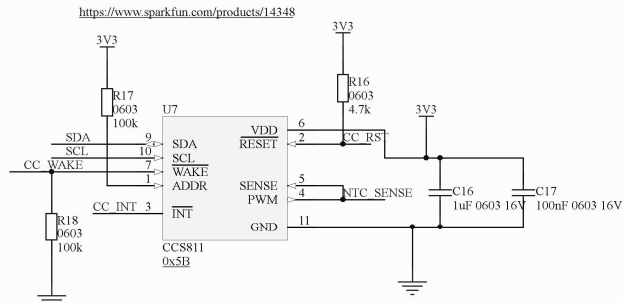 https://www.sparkfun.com/products/14348
3V3
3V3
R17
0603
100k
R16
0603
4.7k
3V3
U7
SDA 9 SDA
SCL 10 SCL
CC_WAKE 7 WAKE
1 ADDR
CC_INT 3 INT
VDD 6
RESET 2 CC_RST
SENSE 5
PWM 4 NTC_SENSE
GND 11
R18
0603
100k
CCS811
0x5B
C16
1uF 0603 16V
C17
100nF 0603 16V